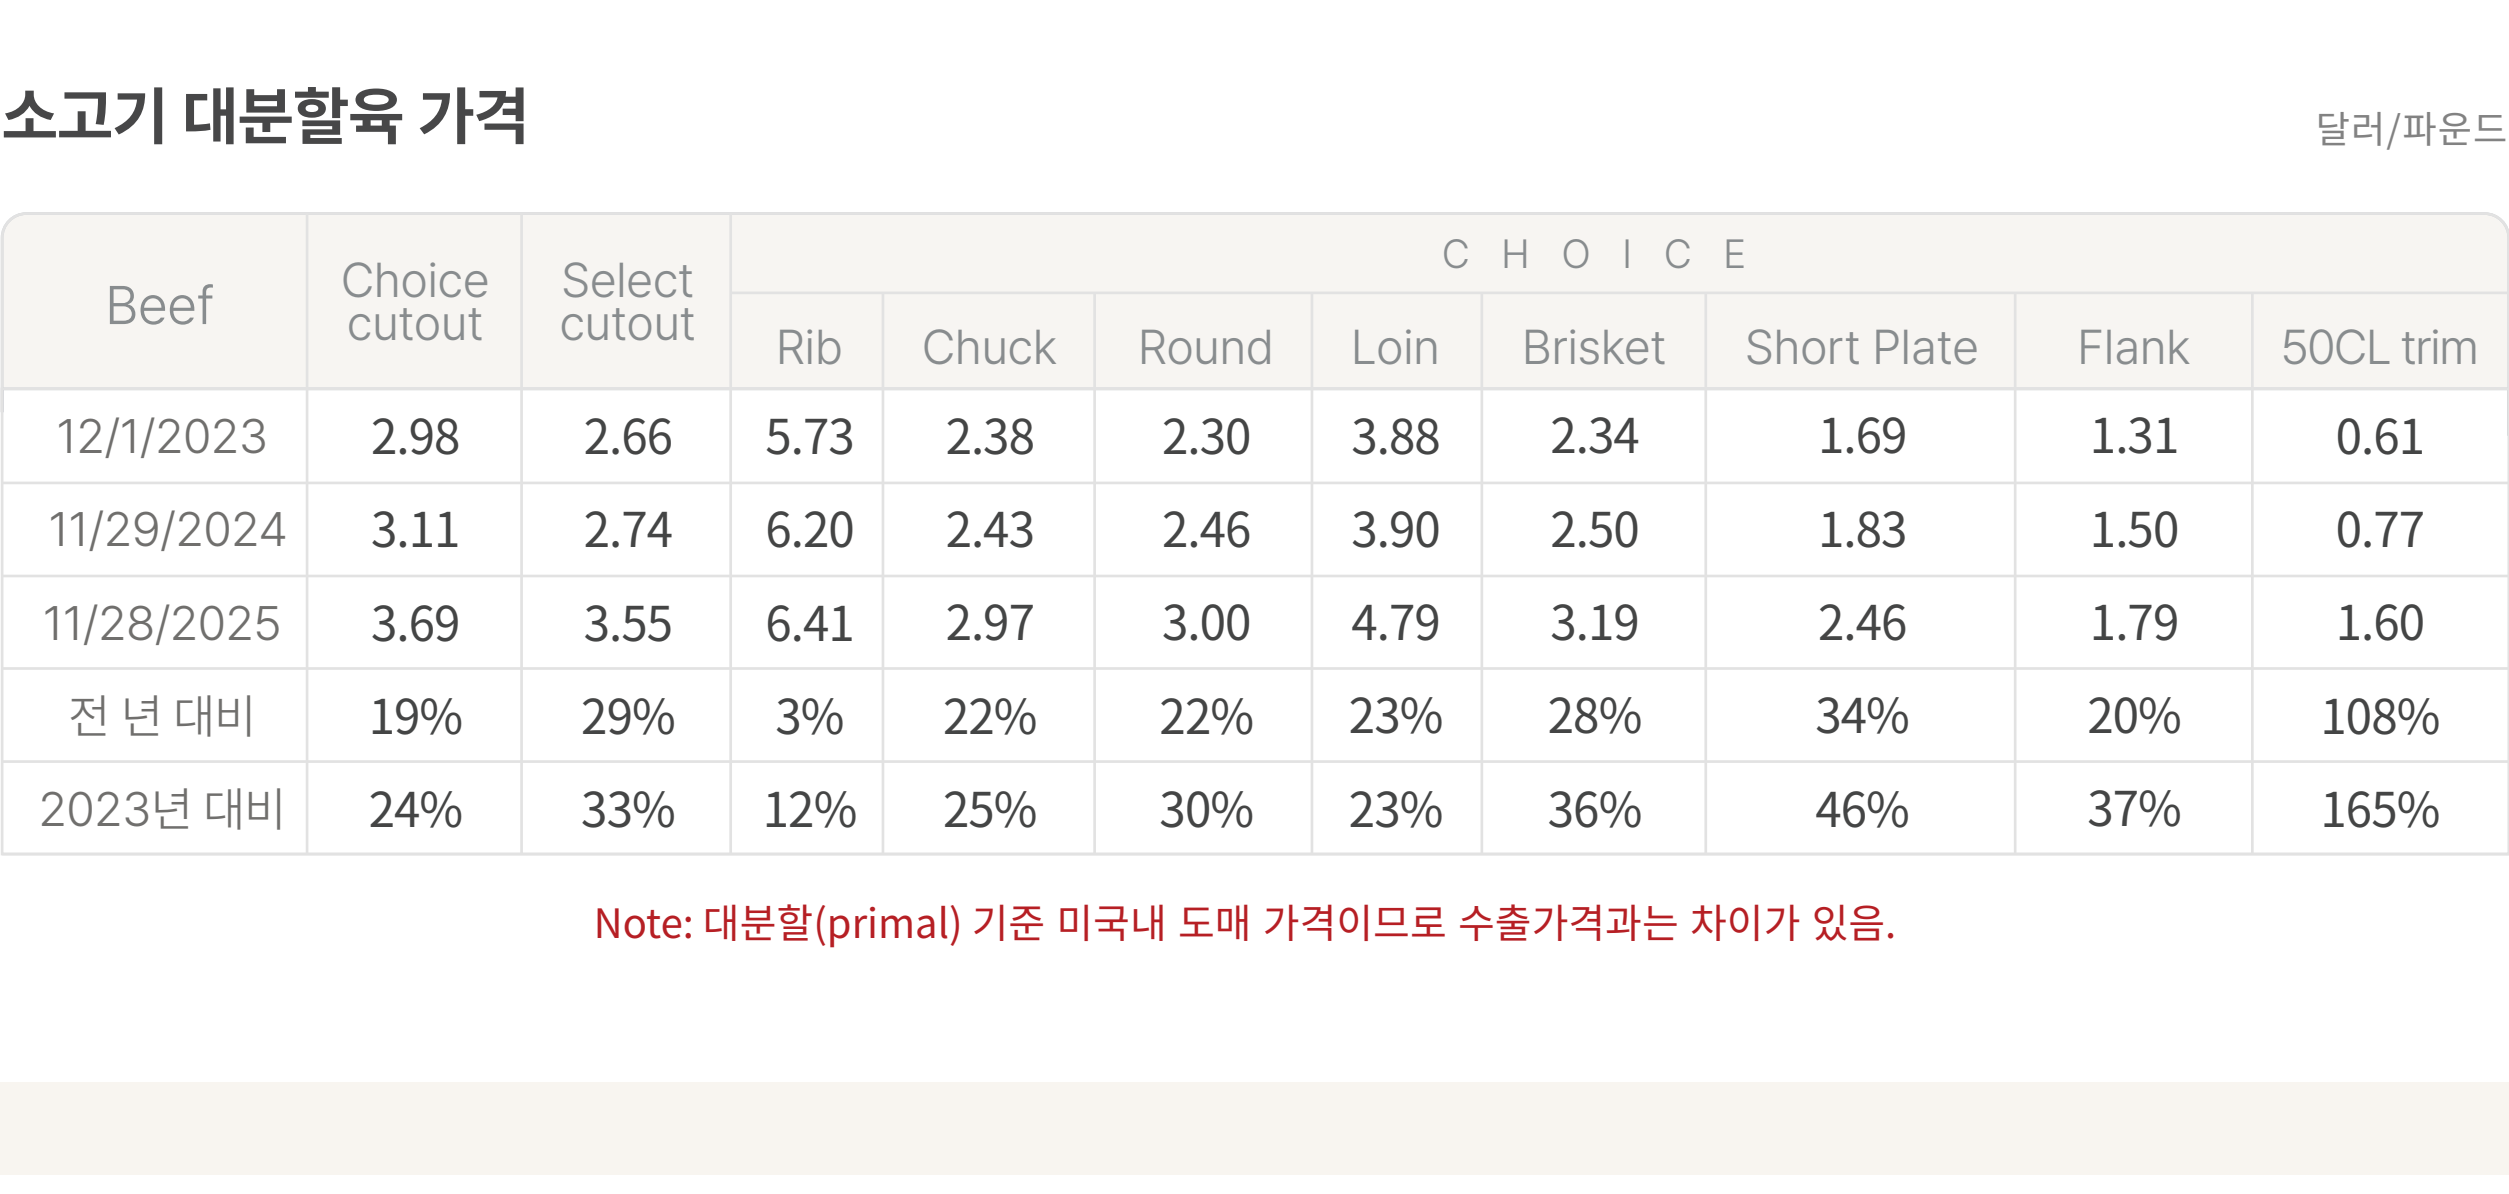 소고기 대분할육 가격
달러/파운드
Beef Choice cutout Select cutout C H O I C E
Rib Chuck Round Loin Brisket Short Plate Flank 50CL trim
12/1/2023 2.98 2.66 5.73 2.38 2.30 3.88 2.34 1.69 1.31 0.61
11/29/2024 3.11 2.74 6.20 2.43 2.46 3.90 2.50 1.83 1.50 0.77
11/28/2025 3.69 3.55 6.41 2.97 3.00 4.79 3.19 2.46 1.79 1.60
전 년 대비 19% 29% 3% 22% 22% 23% 28% 34% 20% 108%
2023년 대비 24% 33% 12% 25% 30% 23% 36% 46% 37% 165%
Note: 대분할(primal) 기준 미국내 도매 가격이므로 수출가격과는 차이가 있음.